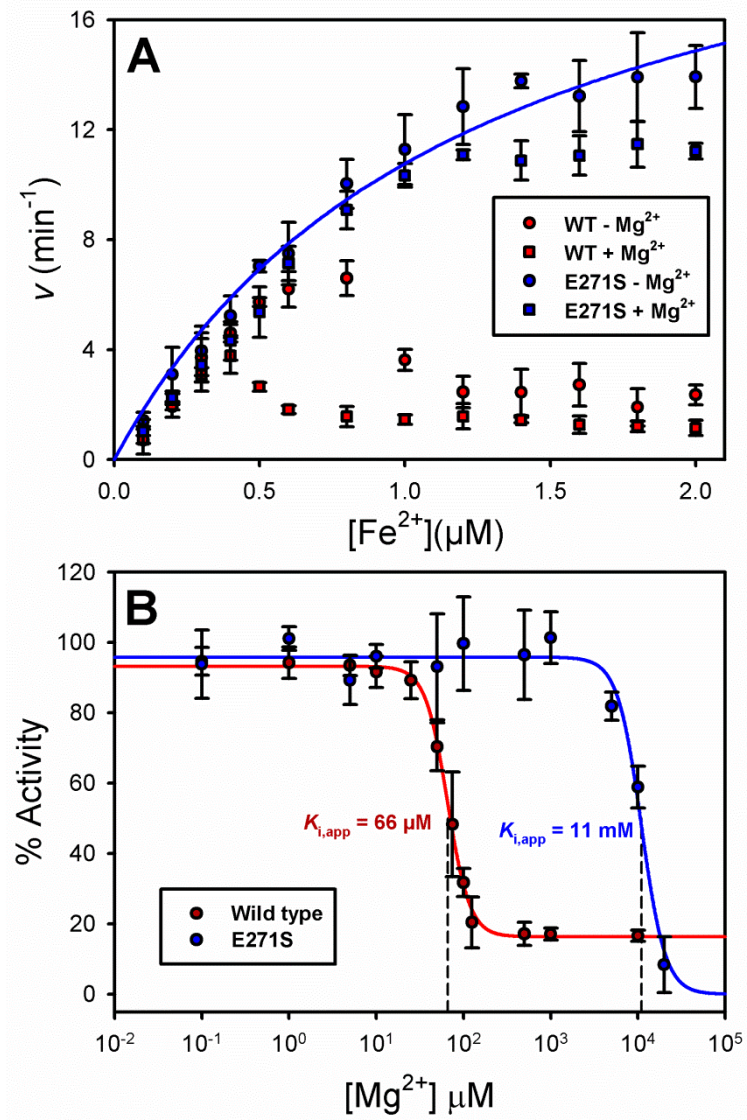 A
16
12
8
4
0
v (min⁻¹)
WT - Mg²⁺
WT + Mg²⁺
E271S - Mg²⁺
E271S + Mg²⁺
0.0 0.5 1.0 1.5 2.0
[Fe²⁺](µM)
B
120
100
80
60
40
20
0
% Activity
Kᵢ,ₐₚₚ = 66 µM
Kᵢ,ₐₚₚ = 11 mM
Wild type
E271S
10⁻² 10⁻¹ 10⁰ 10¹ 10² 10³ 10⁴ 10⁵
[Mg²⁺] µM